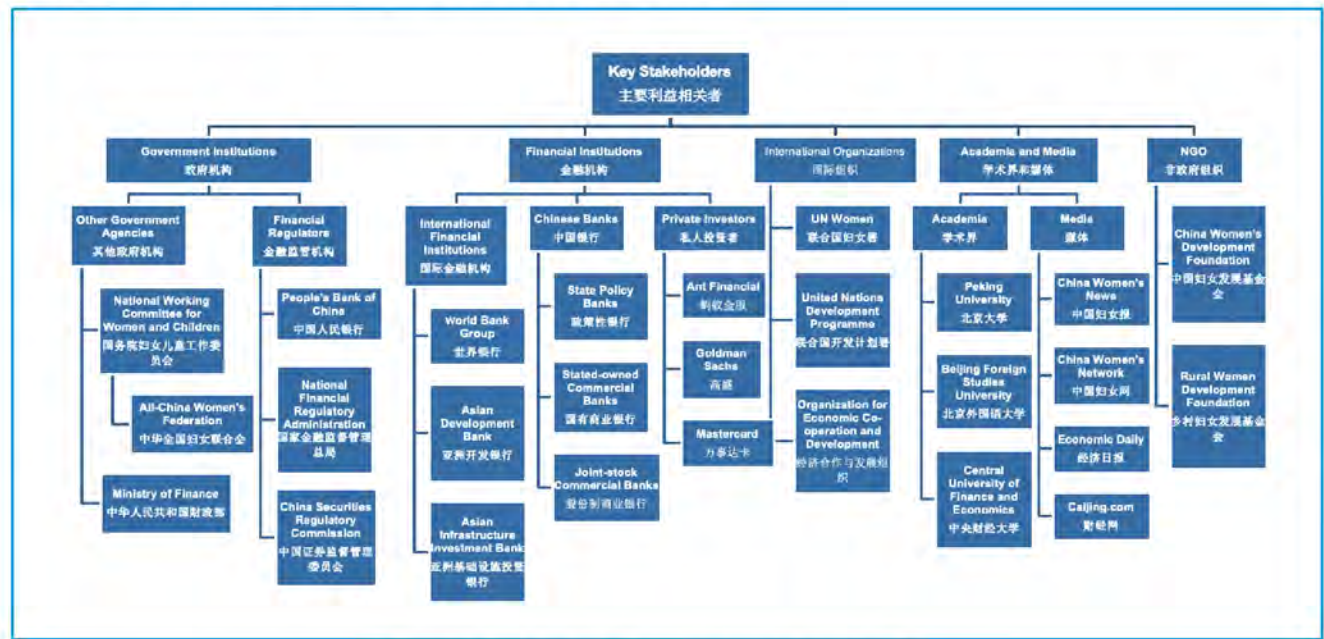 Key Stakeholders
主要利益相关者
Government Institutions
政府机构
Other Government
Agencies
其他政府机构
National Working
Committee for
Women and Children
国务院妇女儿童工作委
员会
All-China Women's
Federation
中华全国妇女联合会
Ministry of Finance
中华人民共和国财政部
Financial
Regulators
金融监管机构
People's Bank of
China
中国人民银行
National
Financial
Regulatory
Administration
国家金融监督管理
总局
China Securities
Regulatory
Commission
中国证券监督管理
委员会
Financial Institutions
金融机构
International
Financial
Institutions
国际金融机构
World Bank
Group
世界银行
Asian
Development
Bank
亚洲开发银行
Asian
Infrastructure
Investment Bank
亚洲基础设施投资
银行
Chinese Banks
中国银行
State Policy
Banks
政策性银行
Stated-owned
Commercial
Banks
国有商业银行
Joint-stock
Commercial Banks
股份制商业银行
Private Investors
私人投资者
Ant Financial
蚂蚁金服
Goldman
Sachs
高盛
Mastercard
万事达卡
International Organizations
国际组织
UN Women
联合国妇女署
United Nations
Development
Programme
联合国开发计划署
Organization for
Economic Co-
operation and
Development
经济合作与发展组
织
Academia and Media
学术界和媒体
Academia
学术界
Peking
University
北京大学
Beijing Foreign
Studies
University
北京外国语大学
Central
University of
Finance and
Economics
中央财经大学
Media
媒体
China Women's
News
中国妇女报
China Women's
Network
中国妇女网
Economic Daily
经济日报
Caijing.com
财经网
NGO
非政府组织
China Women's
Development
Foundation
中国妇女发展基金
会
Rural Women
Development
Foundation
乡村妇女发展基金
会